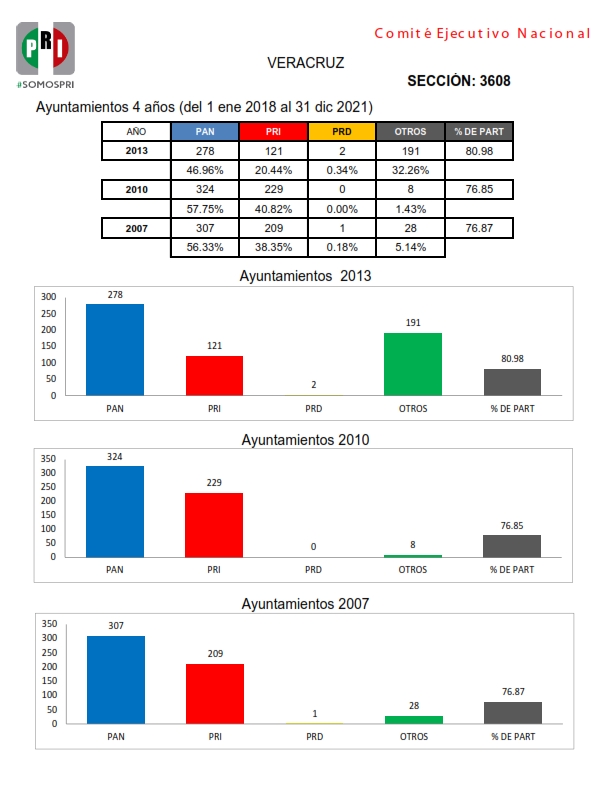 Comité Ejecutivo Nacional
PRI
#SOMOSPRI
VERACRUZ
SECCIÓN: 3608
Ayuntamientos 4 años (del 1 ene 2018 al 31 dic 2021)
AÑO PAN PRI PRD OTROS % DE PART
2013 278 121 2 191 80.98
46.96% 20.44% 0.34% 32.26%
2010 324 229 0 8 76.85
57.75% 40.82% 0.00% 1.43%
2007 307 209 1 28 76.87
56.33% 38.35% 0.18% 5.14%
Ayuntamientos 2013
300
250
200
150
100
50
0
278 121 2 191 80.98
PAN PRI PRD OTROS % DE PART
Ayuntamientos 2010
350
300
250
200
150
100
50
0
324 229 0 8 76.85
PAN PRI PRD OTROS % DE PART
Ayuntamientos 2007
350
300
250
200
150
100
50
0
307 209 1 28 76.87
PAN PRI PRD OTROS % DE PART